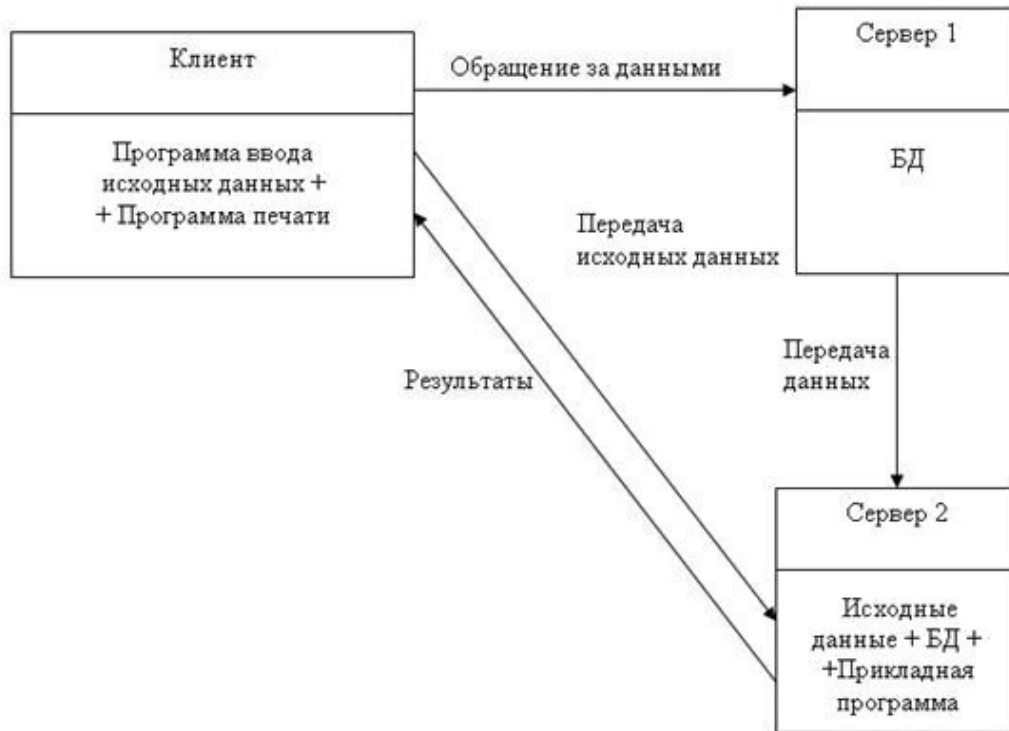 Клиент
Программа ввода
исходных данных +
+ Программа печати
Обращение за данными
Сервер 1
БД
Передача
исходных данных
Передача
данных
Результаты
Сервер 2
Исходные
данные + БД +
+Прикладная
программа